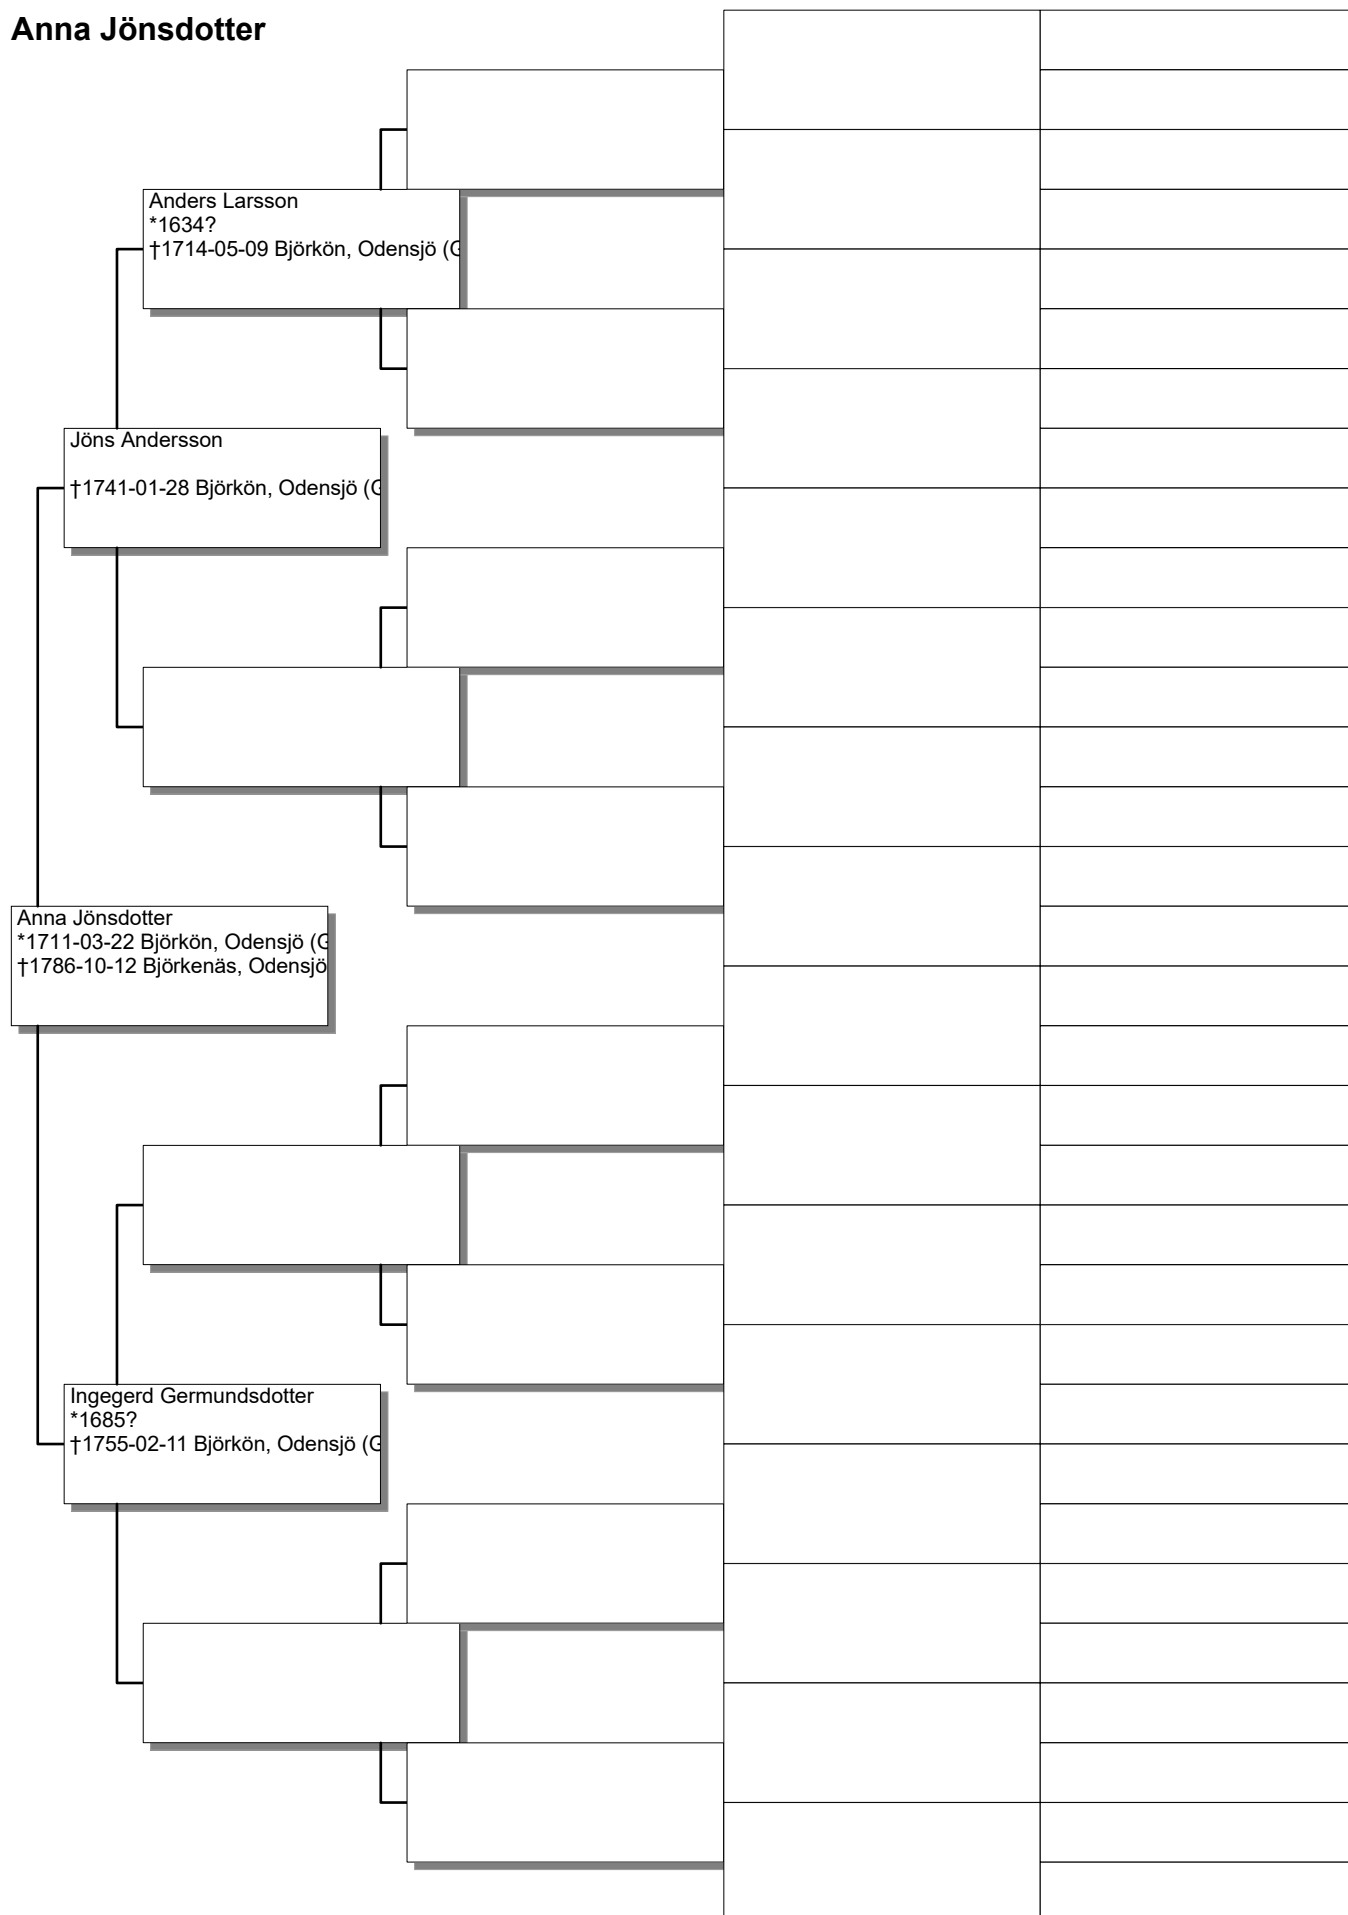 Anna Jönsdotter
Anders Larsson
*1634?
†1714-05-09 Björkön, Odensjö (G
Jöns Andersson
†1741-01-28 Björkön, Odensjö (G
Anna Jönsdotter
*1711-03-22 Björkön, Odensjö (G
†1786-10-12 Björkenäs, Odensjö
Ingegerd Germundsdotter
*1685?
†1755-02-11 Björkön, Odensjö (G